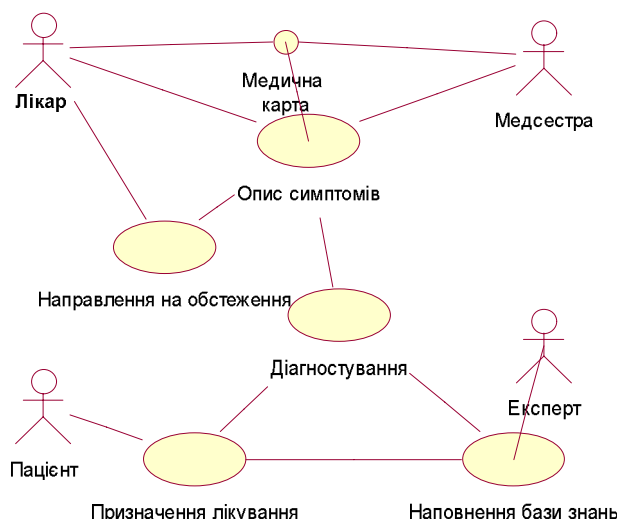 Медична
карта
Лікар
Медсестра
Опис симптомів
Направлення на обстеження
Діагностування
Експерт
Пацієнт
Призначення лікування
Наповнення бази знань